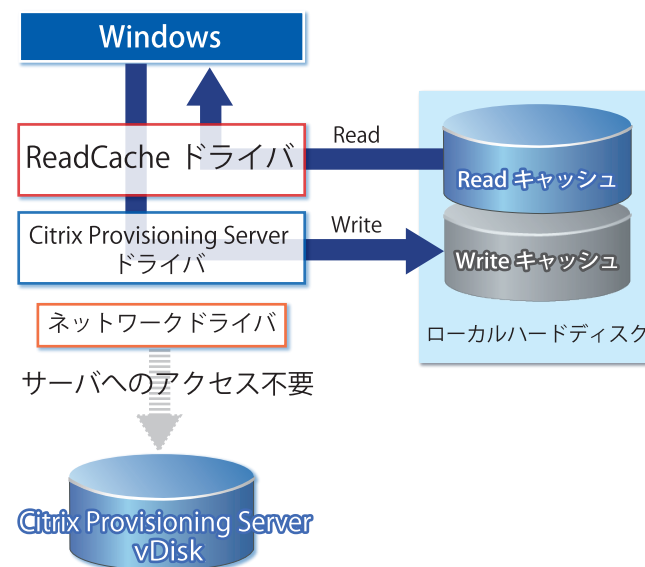 Windows
Read
ReadCache ドライバ
Read キャッシュ
Write
Citrix Provisioning Server
ドライバ
Write キャッシュ
ネットワークドライバ
ローカルハードディスク
サーバへのアクセス不要
Citrix Provisioning Server
vDisk